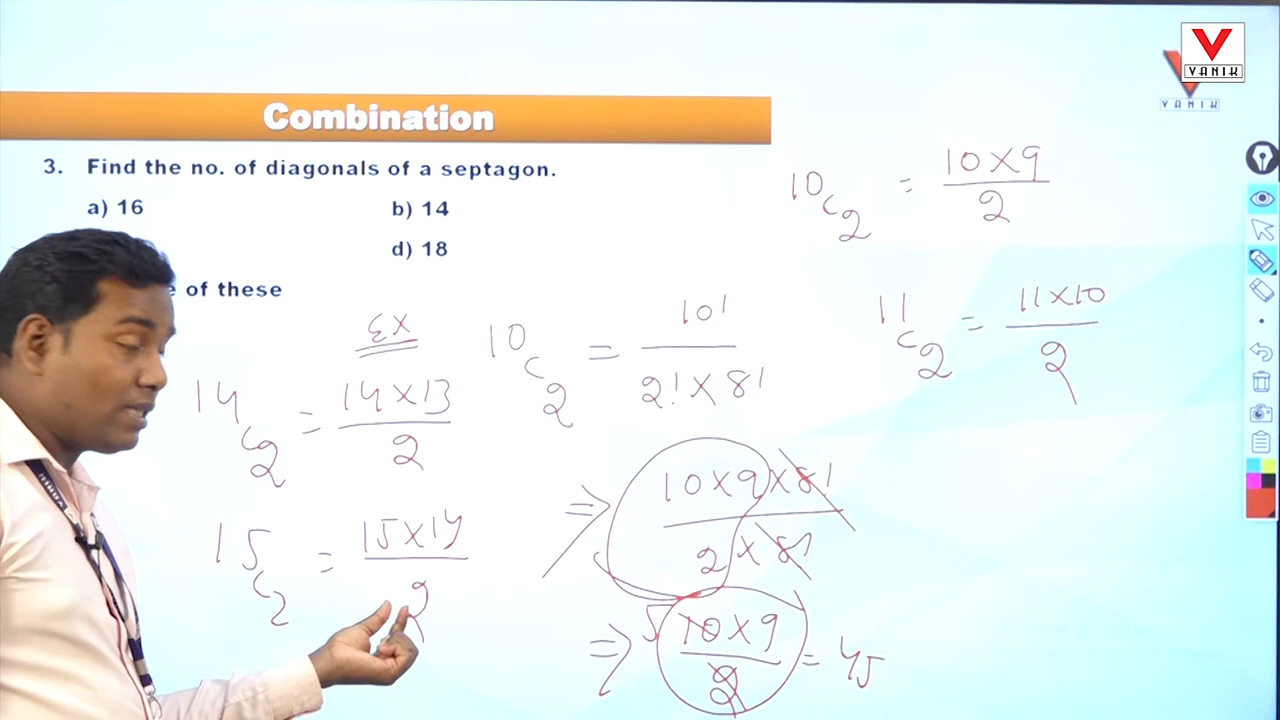 VANIK
VANIK
Combination
3. Find the no. of diagonals of a septagon.
a) 16
b) 14
d) 18
of these
10C2 = 10×9/2
11C2 = 11×10/2
Ex
14C2 = 14×13/2
15C2 = 15×14/2
10C2 = 10!/2!×8!
⇒ 10×9×8!/2×8!
⇒ 5 10×9/2 = 45